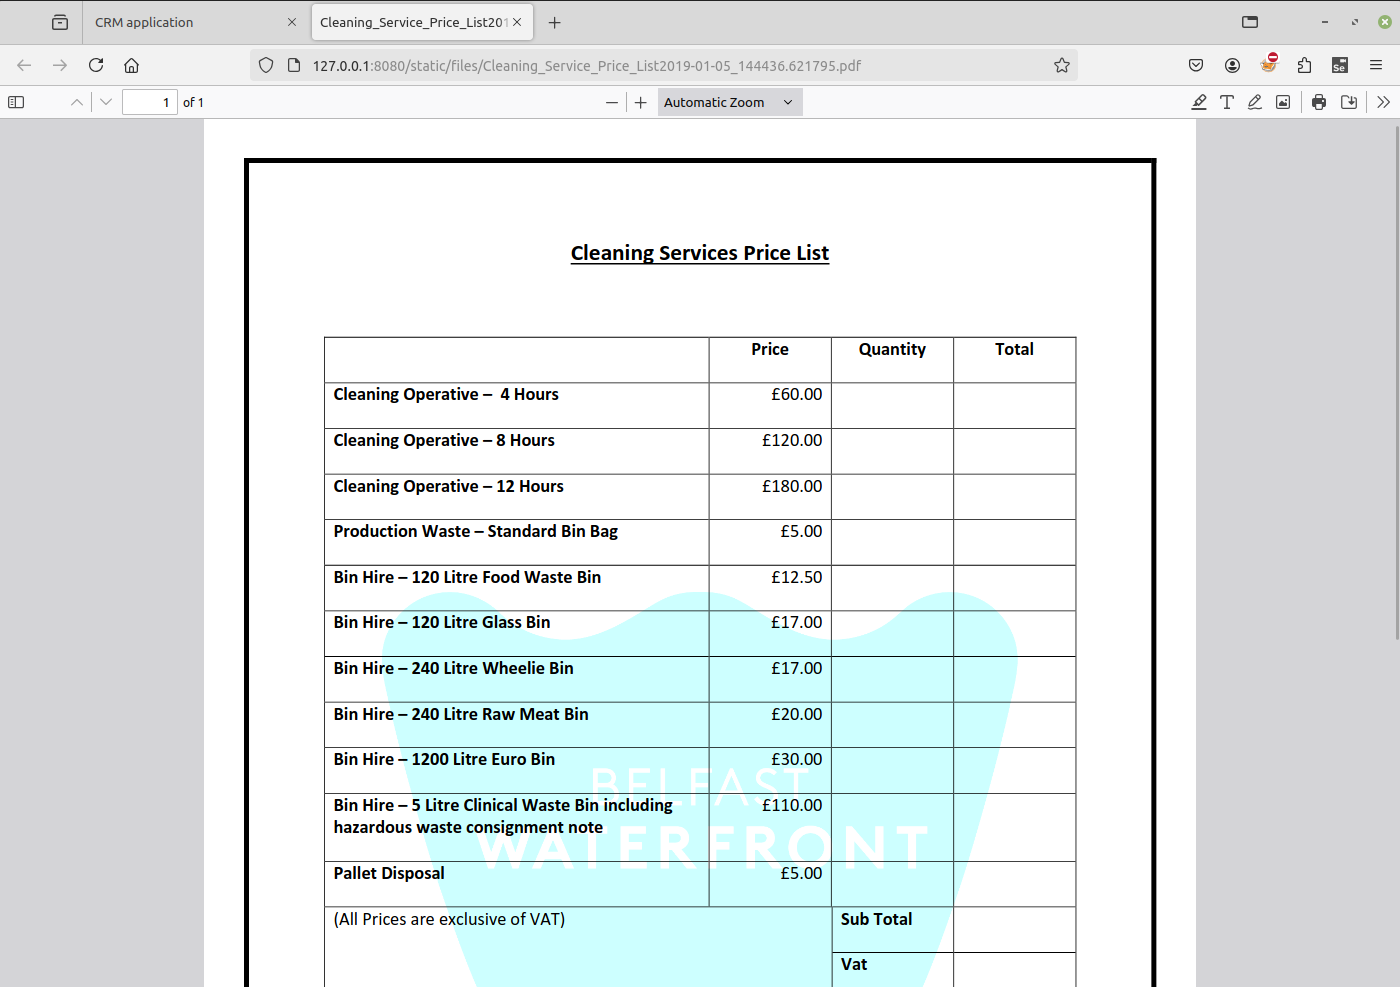 CRM application
Cleaning_Service_Price_List201
127.0.0.1:8080/static/files/Cleaning_Service_Price_List2019-01-05_144436.621795.pdf
Se
1 of 1
Automatic Zoom
Cleaning Services Price List
Price Quantity Total
Cleaning Operative – 4 Hours £60.00
Cleaning Operative – 8 Hours £120.00
Cleaning Operative – 12 Hours £180.00
Production Waste – Standard Bin Bag £5.00
Bin Hire – 120 Litre Food Waste Bin £12.50
Bin Hire – 120 Litre Glass Bin £17.00
Bin Hire – 240 Litre Wheelie Bin £17.00
Bin Hire – 240 Litre Raw Meat Bin £20.00
Bin Hire – 1200 Litre Euro Bin £30.00
BELFAST
Bin Hire – 5 Litre Clinical Waste Bin including £110.00
hazardous waste consignment note
WATERFRONT
Pallet Disposal £5.00
(All Prices are exclusive of VAT) Sub Total
Vat